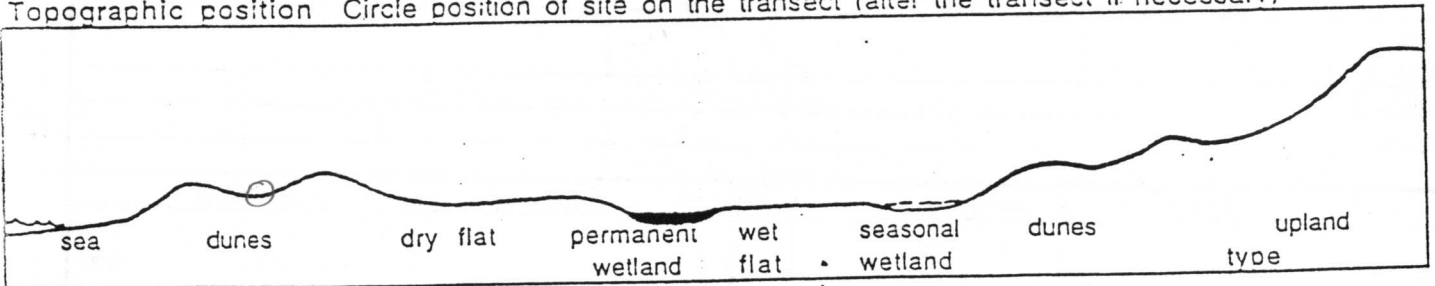 Topographic position Circle position of site on the transect (alter the transect if necessary)
sea dunes dry flat permanent wetland wet flat seasonal wetland dunes upland type